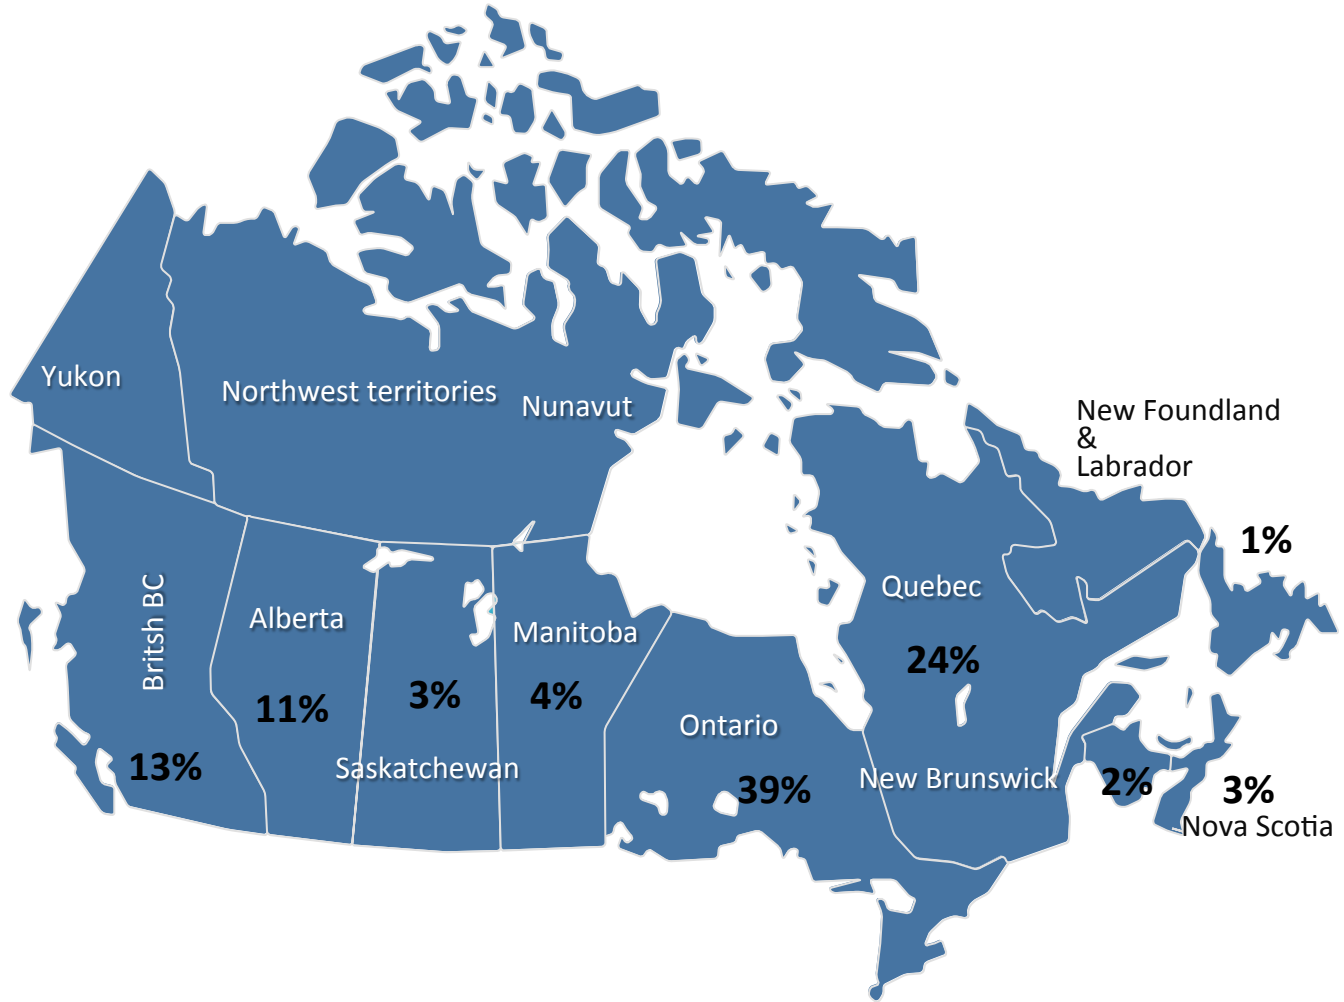 Yukon
Northwest territories
Nunavut
New Foundland
&
Labrador
1%
Britsh BC
Alberta
Manitoba
Quebec
24%
11%
3%
4%
Ontario
13%
Saskatchewan
39%
New Brunswick
2%
3%
Nova Scotia